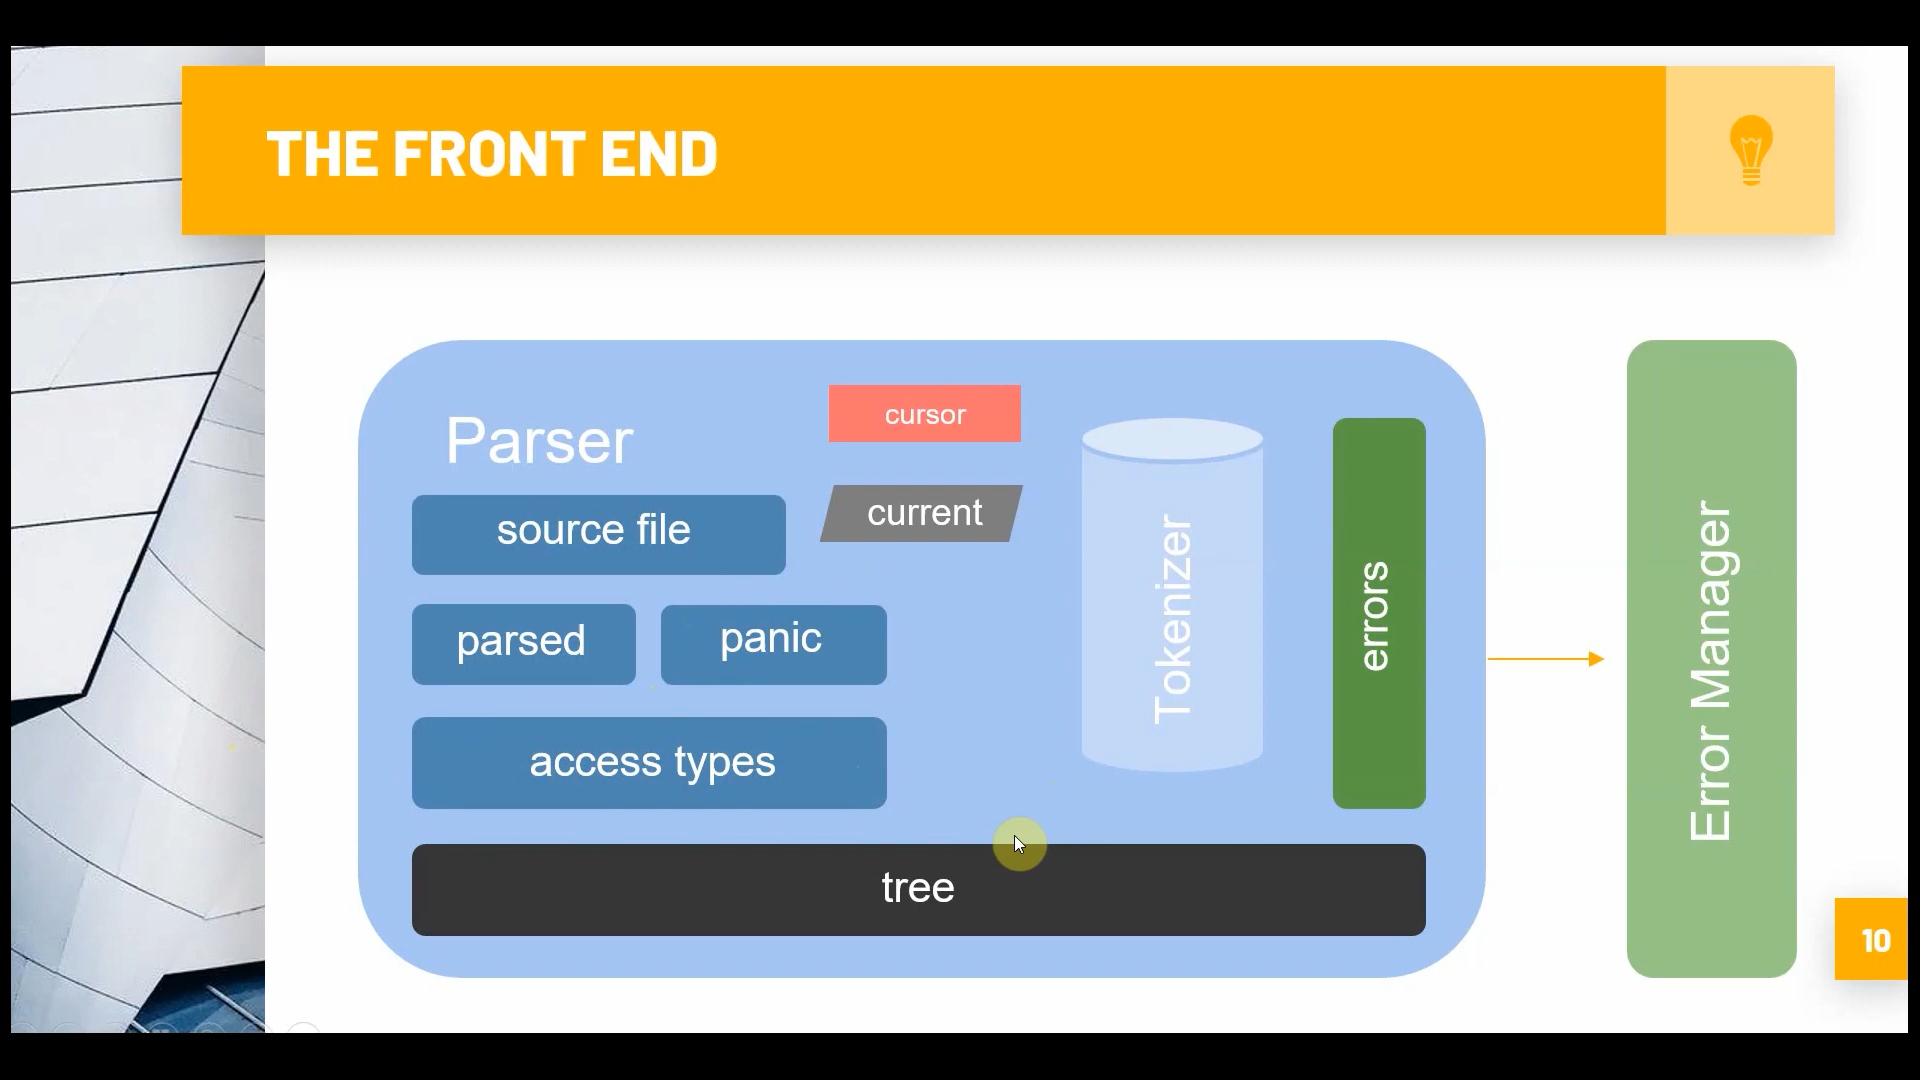 THE FRONT END
Parser
cursor
current
source file
parsed
panic
access types
tree
Tokenizer
errors
Error Manager
10